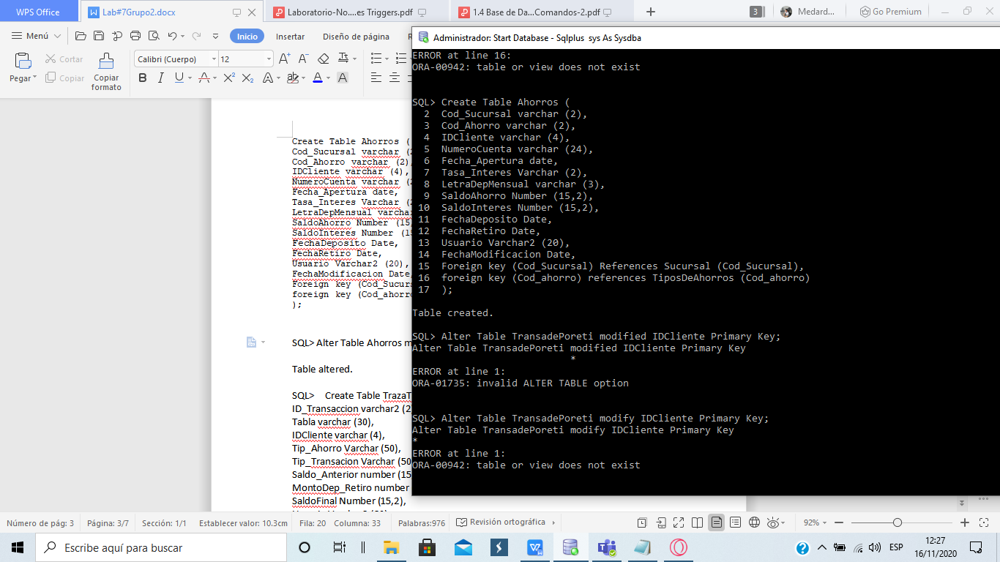 WPS Office
Lab#7Grupo2.docx
Laboratorio-No....es Triggers.pdf
1.4 Base de Da...Comandos-2.pdf
3
Medard...
Go Premium
Menú
Inicio
Insertar
Diseño de página
R
Administrador: Start Database - Sqlplus  sys As Sysdba
Pegar
Cortar
Copiar
Copiar
formato
Calibri (Cuerpo)
12
Create Table Ahorros (
Cod_Sucursal varchar (2
Cod_Ahorro varchar (2)
IDCliente varchar (4),
NumeroCuenta varchar (2
Fecha_Apertura date,
Tasa_Interes Varchar (2
LetraDepMensual varchar
SaldoAhorro Number (15
SaldoInteres Number (15
FechaDeposito Date,
FechaRetiro Date,
Usuario Varchar2 (20),
FechaModificacion Date,
Foreign key (Cod_Sucurs
foreign key (Cod_ahorro
);
SQL> Alter Table Ahorros m
Table altered.
SQL>    Create Table TrazaT
ID_Transaccion varchar2 (2
Tabla varchar (30),
IDCliente varchar (4),
Tip_Ahorro Varchar (50),
Tip_Transacion Varchar (50
Saldo_Anterior number (15
MontoDep_Retiro number
SaldoFinal Number (15,2),
ERROR at line 16:
ORA-00942: table or view does not exist
SQL> Create Table Ahorros (
2  Cod_Sucursal varchar (2),
3  Cod_Ahorro varchar (2),
4  IDCliente varchar (4),
5  NumeroCuenta varchar (24),
6  Fecha_Apertura date,
7  Tasa_Interes Varchar (2),
8  LetraDepMensual varchar (3),
9  SaldoAhorro Number (15,2),
10  SaldoInteres Number (15,2),
11  FechaDeposito Date,
12  FechaRetiro Date,
13  Usuario Varchar2 (20),
14  FechaModificacion Date,
15  Foreign key (Cod_Sucursal) References Sucursal (Cod_Sucursal),
16  foreign key (Cod_ahorro) references TiposDeAhorros (Cod_ahorro)
17  );
Table created.
SQL> Alter Table TransadePoreti modified IDCliente Primary Key;
Alter Table TransadePoreti modified IDCliente Primary Key
*
ERROR at line 1:
ORA-01735: invalid ALTER TABLE option
SQL> Alter Table TransadePoreti modify IDCliente Primary Key;
Alter Table TransadePoreti modify IDCliente Primary Key
*
ERROR at line 1:
ORA-00942: table or view does not exist
Número de pág: 3
Página: 3/7
Sección: 1/1
Establecer valor: 10.3cm
Fila: 20
Columna: 33
Palabras:976
Revisión ortográfica
92%
Escribe aquí para buscar
ESP
12:27
16/11/2020